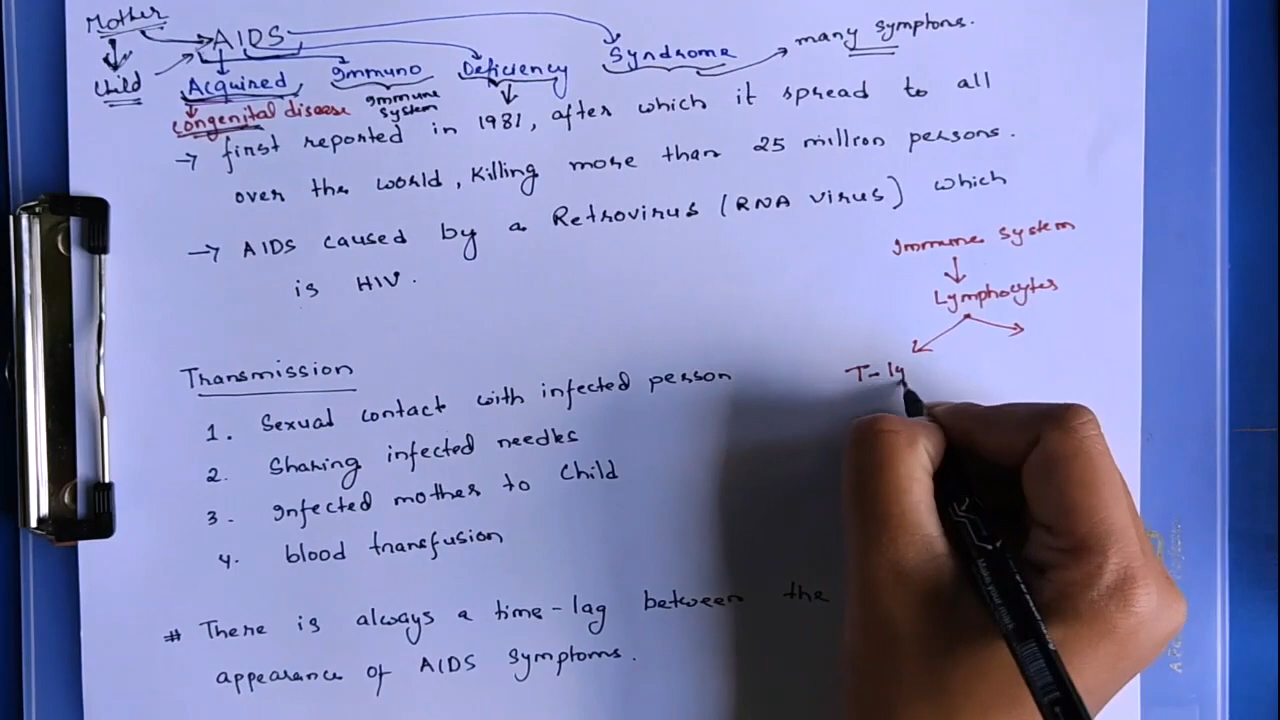 Mother
AIDS
Child
Acquired Immuno Deficiency Syndrome many symptons.
congenital disease Immune system
→ first reported in 1981, after which it spread to all
over the world, Killing more than 25 million persons.
→ AIDS caused by a Retrovirus (RNA virus) which
is HIV.
Immune system
Lymphocytes
T-ly
Transmission
1. Sexual contact with infected person
2. Sharing infected needles
3. Infected mother to Child
4. blood transfusion
# There is always a time-lag between the
appearance of AIDS symptoms.